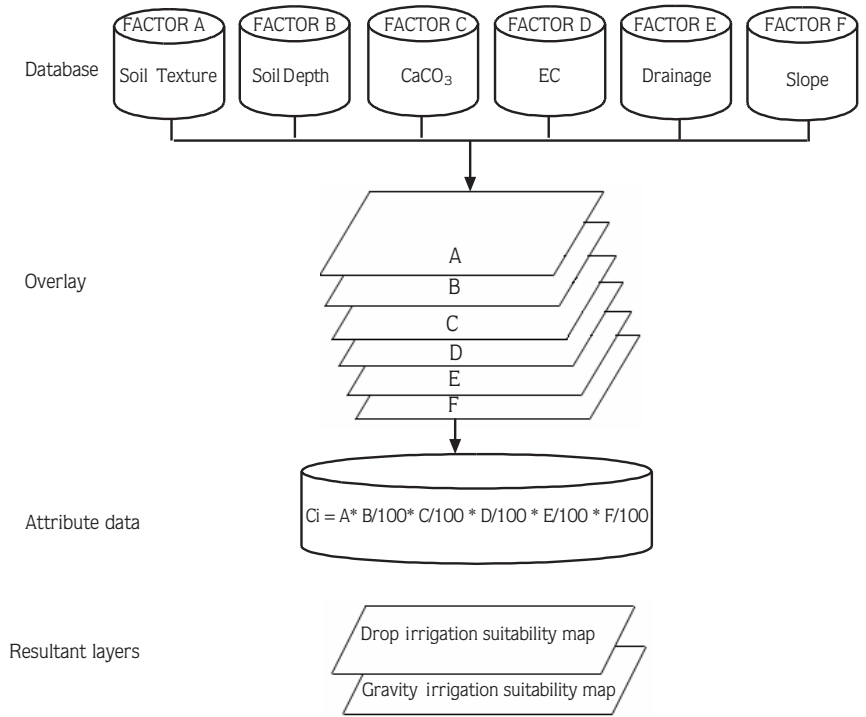 FACTOR A FACTOR B FACTOR C FACTOR D FACTOR E FACTOR F
Database
Soil Texture Soil Depth CaCO₃ EC Drainage Slope
A
Overlay
B
C
D
E
F
Attribute data
Ci = A* B/100* C/100 * D/100 * E/100 * F/100
Resultant layers
Drop irrigation suitability map
Gravity irrigation suitability map